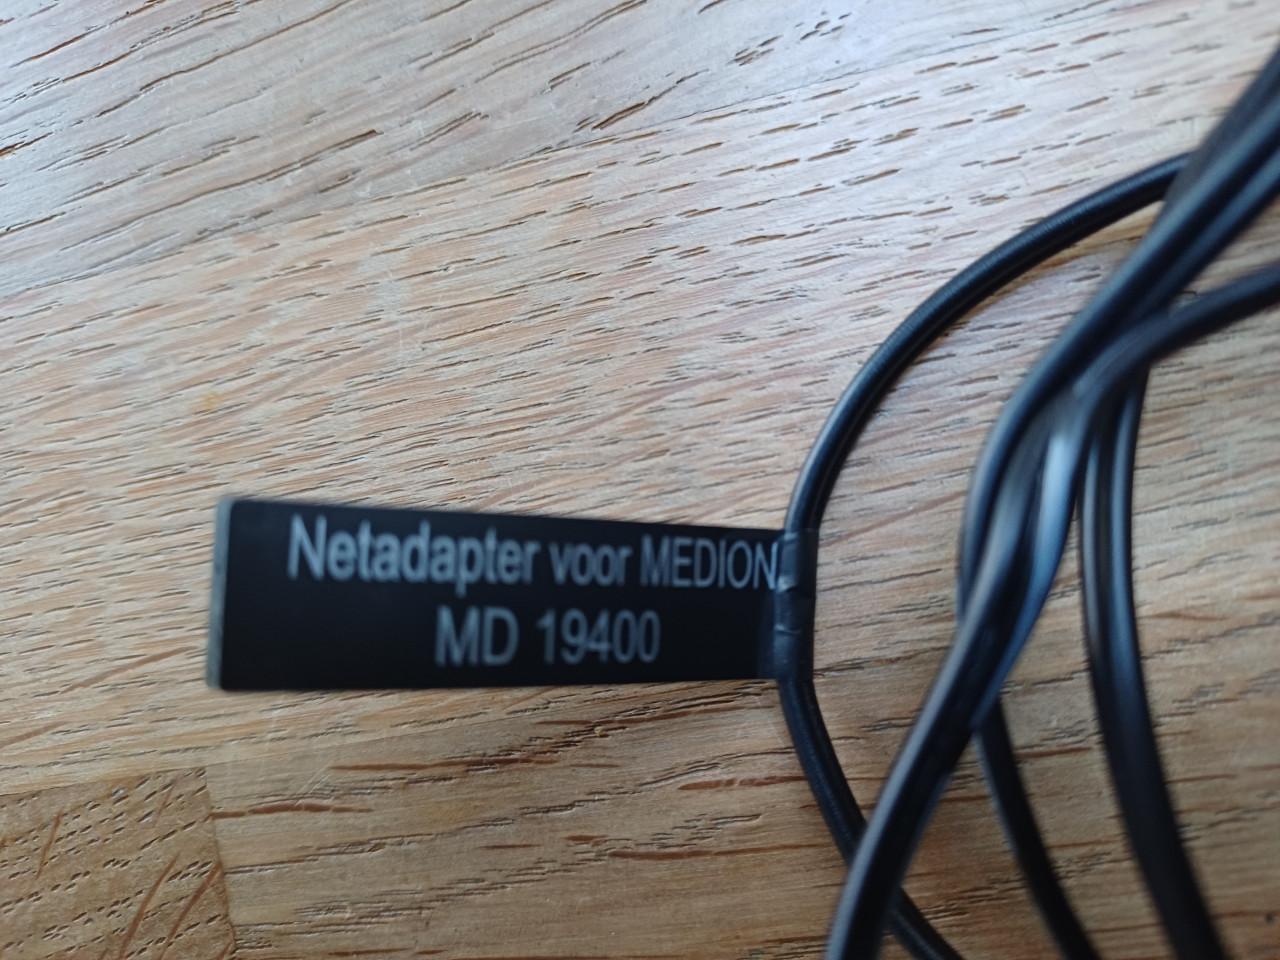 Netadapter voor MEDION
MD 19400